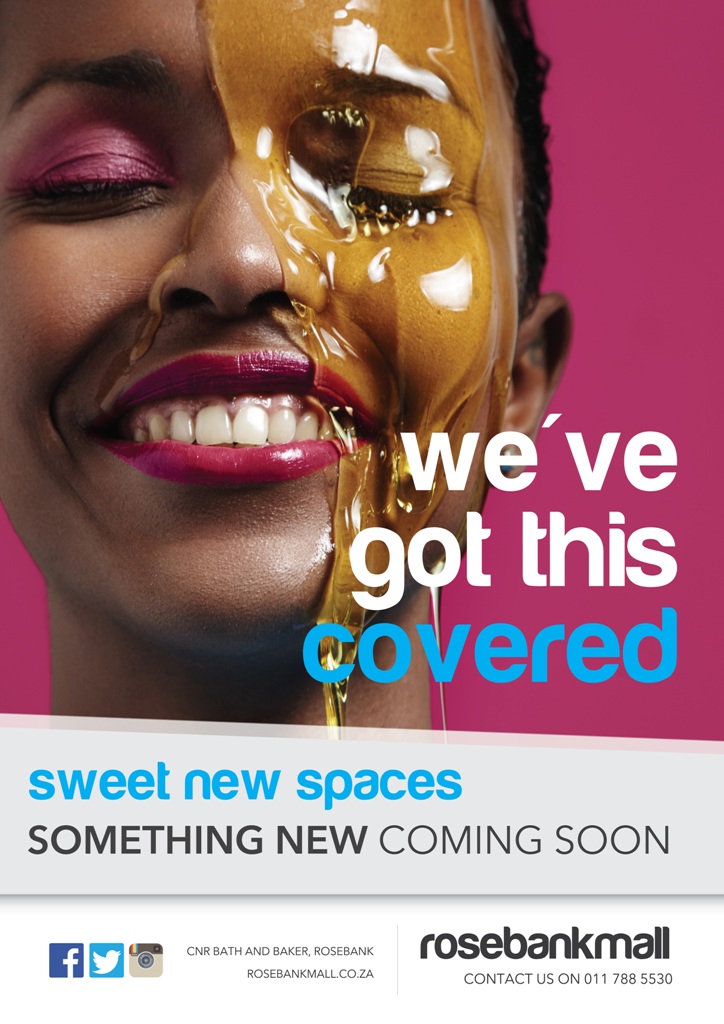 we´ve
got this
covered
sweet new spaces
SOMETHING NEW COMING SOON
CNR BATH AND BAKER, ROSEBANK
ROSEBANKMALL.CO.ZA
rosebankmall
CONTACT US ON 011 788 5530